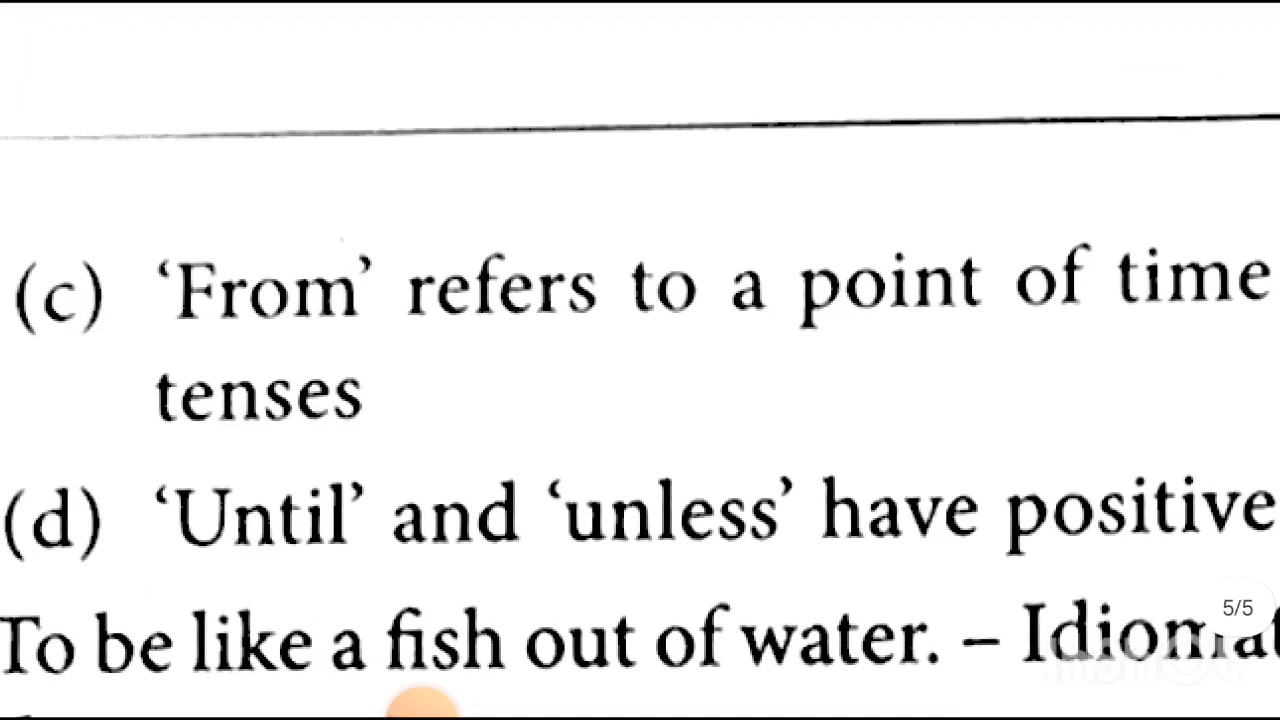 (c) ‘From’ refers to a point of time
tenses
(d) ‘Until’ and ‘unless’ have positive
5/5
To be like a fish out of water. –